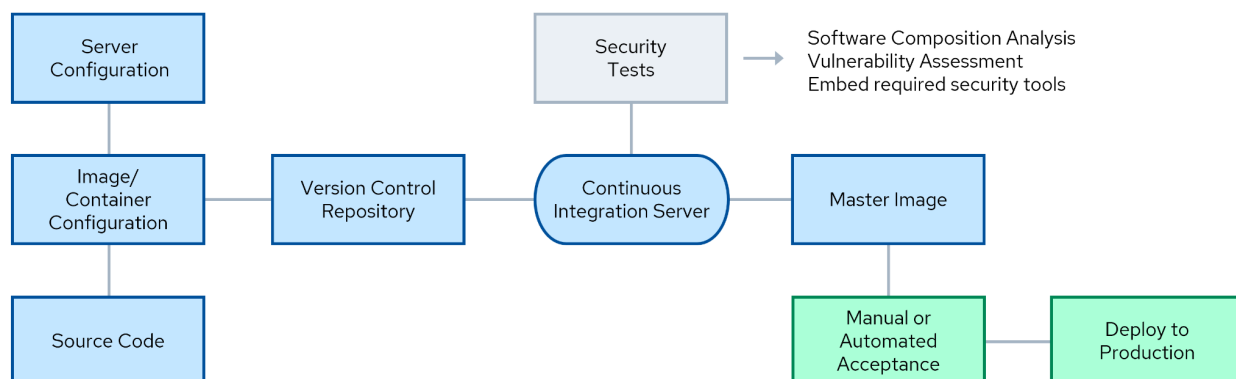 Server
Configuration
Security
Tests
Software Composition Analysis
Vulnerability Assessment
Embed required security tools
Image/
Container
Configuration
Version Control
Repository
Continuous
Integration Server
Master Image
Source Code
Manual or
Automated
Acceptance
Deploy to
Production